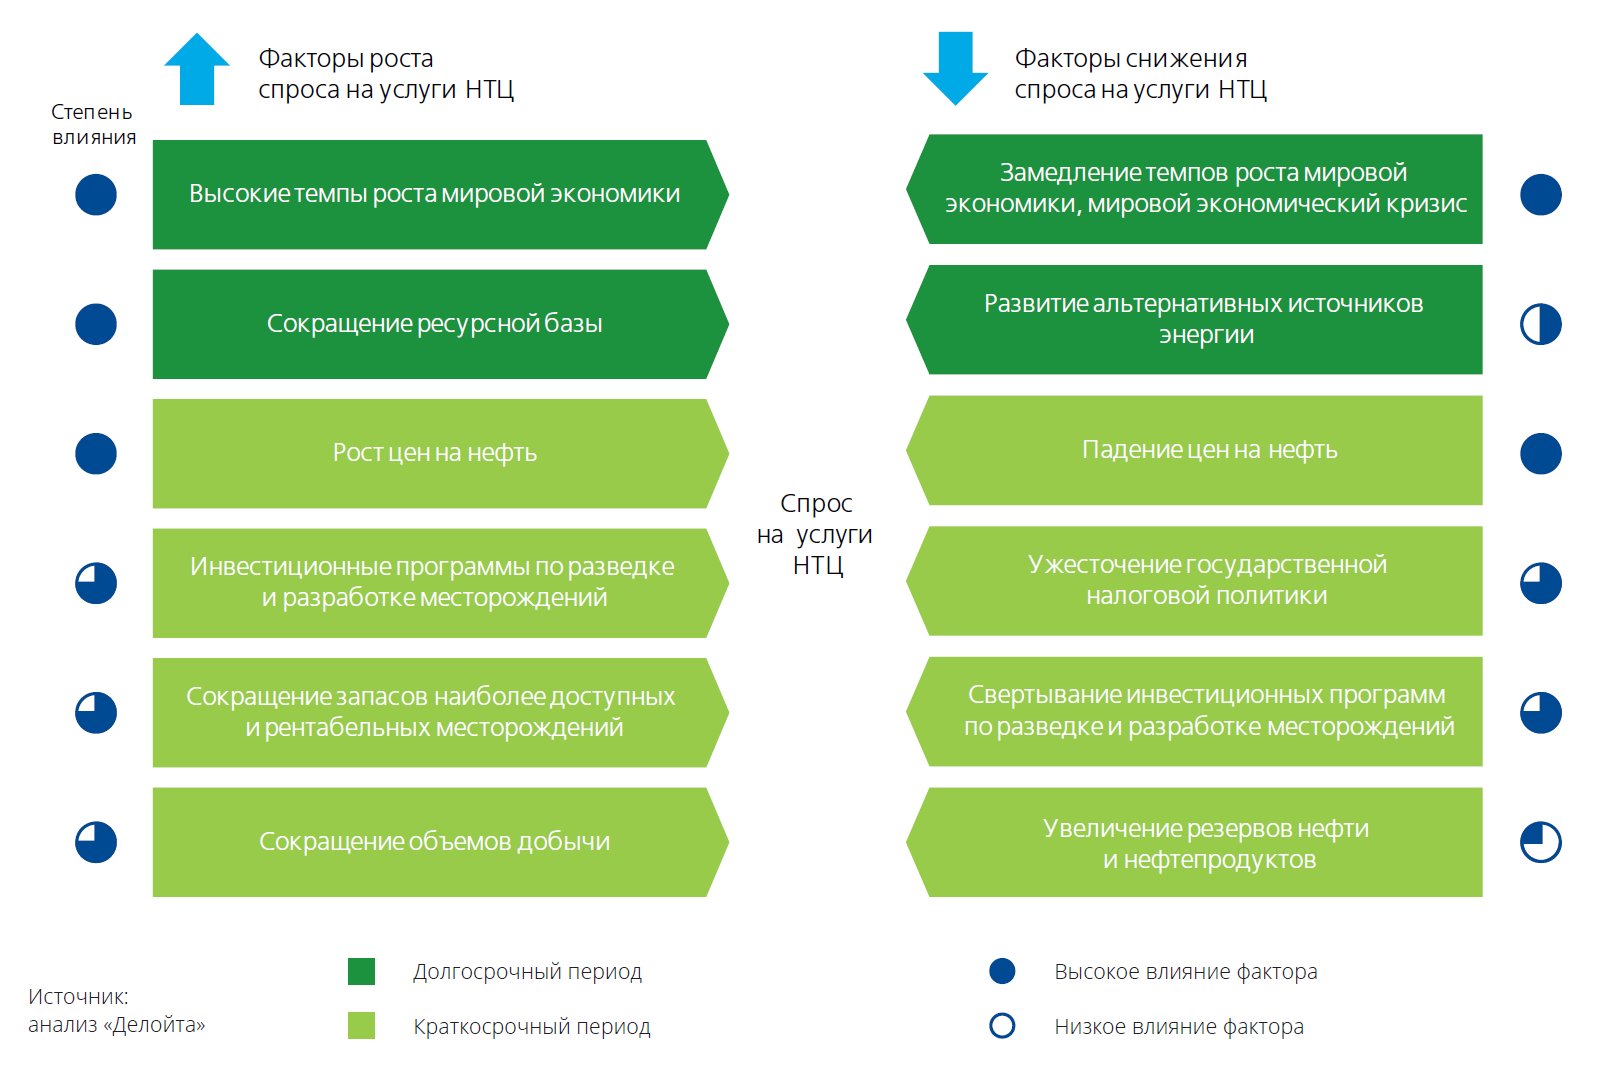 Факторы роста
спроса на услуги НТЦ
Факторы снижения
спроса на услуги НТЦ
Степень
влияния
Высокие темпы роста мировой экономики
Сокращение ресурсной базы
Рост цен на нефть
Инвестиционные программы по разведке
и разработке месторождений
Сокращение запасов наиболее доступных
и рентабельных месторождений
Сокращение объемов добычи
Спрос
на услуги
НТЦ
Замедление темпов роста мировой
экономики, мировой экономический кризис
Развитие альтернативных источников
энергии
Падение цен на нефть
Ужесточение государственной
налоговой политики
Свертывание инвестиционных программ
по разведке и разработке месторождений
Увеличение резервов нефти
и нефтепродуктов
Источник:
анализ «Делойта»
Долгосрочный период
Краткосрочный период
Высокое влияние фактора
Низкое влияние фактора